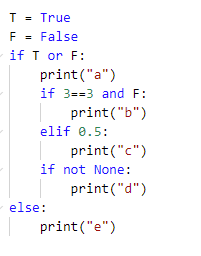 T = True
F = False
if T or F:
    print("a")
    if 3==3 and F:
        print("b")
    elif 0.5:
        print("c")
    if not None:
        print("d")
else:
    print("e")